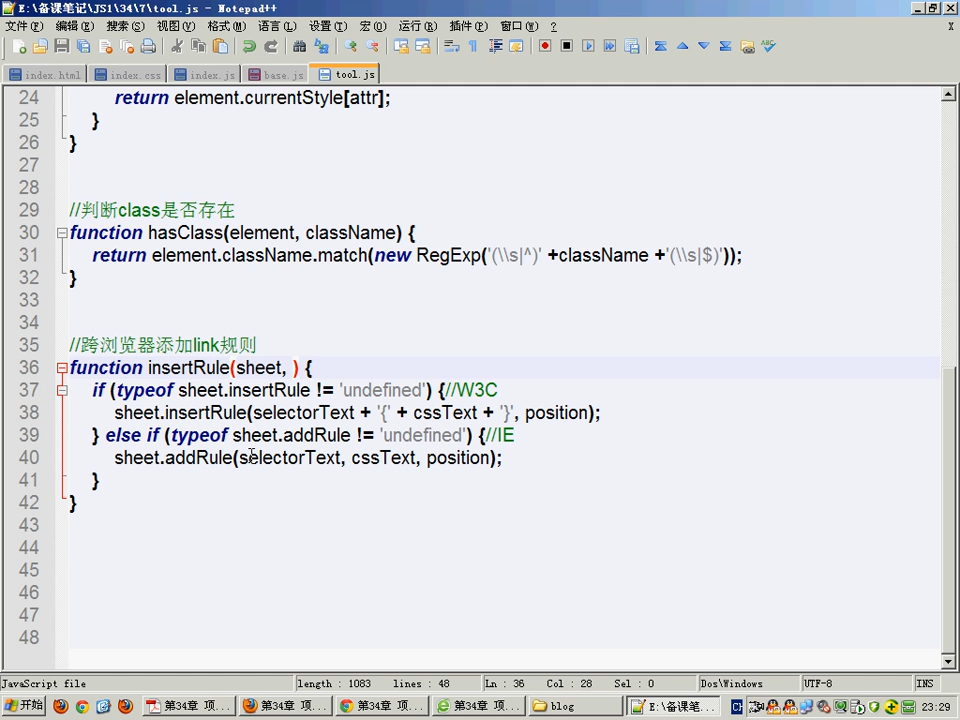 E:\备课笔记\JS1\34\7\tool.js - Notepad++
文件(F) 编辑(E) 搜索(S) 视图(V) 格式(M) 语言(L) 设置(T) 宏(O) 运行(R) 插件(P) 窗口(W) ? X
index.html index.css index.js base.js tool.js
24 return element.currentStyle[attr];
25 }
26 }
27
28
29 //判断class是否存在
30 function hasClass(element, className) {
31 return element.className.match(new RegExp('(\\s|^)' +className +'(\\s|$)'));
32 }
33
34
35 //跨浏览器添加link规则
36 function insertRule(sheet, ) {
37 if (typeof sheet.insertRule != 'undefined') {//W3C
38 sheet.insertRule(selectorText + '{' + cssText + '}', position);
39 } else if (typeof sheet.addRule != 'undefined') {//IE
40 sheet.addRule(selectorText, cssText, position);
41 }
42 }
43
44
45
46
47
48
JavaScript file length : 1083 lines : 48 Ln : 36 Col : 28 Sel : 0 Dos\Windows UTF-8 INS
开始 第34章 项... 第34章 项... 第34章 项... 第34章 项... blog E:\备课笔... CH 23:29